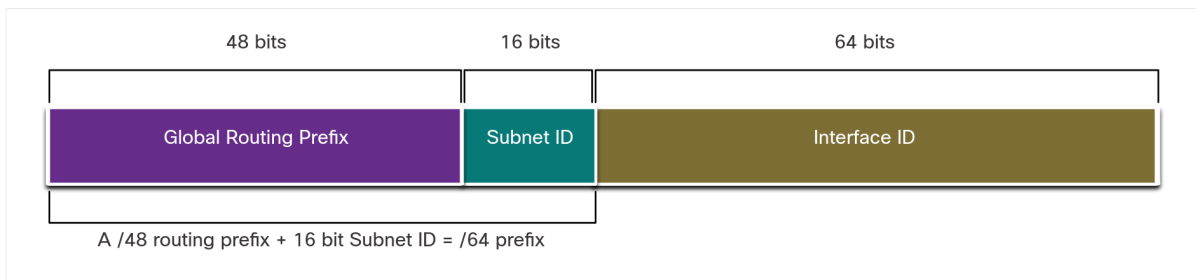 48 bits 16 bits 64 bits
Global Routing Prefix Subnet ID Interface ID
A /48 routing prefix + 16 bit Subnet ID = /64 prefix